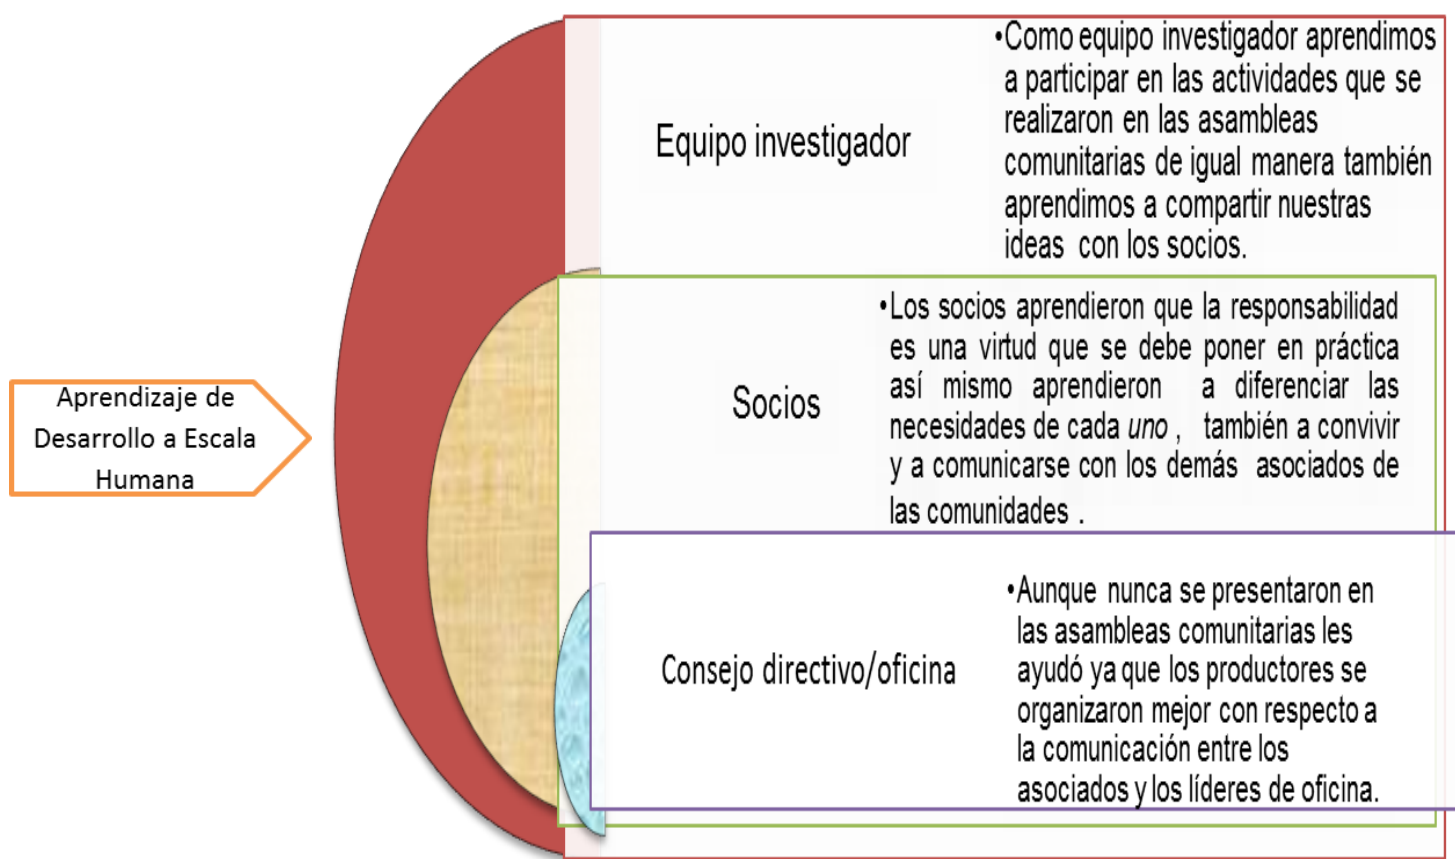 Aprendizaje de
Desarrollo a Escala
Humana
Equipo investigador
•Como equipo investigador aprendimos
a participar en las actividades que se
realizaron en las asambleas
comunitarias de igual manera también
aprendimos a compartir nuestras
ideas con los socios.
Socios
•Los socios aprendieron que la responsabilidad
es una virtud que se debe poner en práctica
así mismo aprendieron a diferenciar las
necesidades de cada uno , también a convivir
y a comunicarse con los demás asociados de
las comunidades .
Consejo directivo/oficina
•Aunque nunca se presentaron en
las asambleas comunitarias les
ayudó ya que los productores se
organizaron mejor con respecto a
la comunicación entre los
asociados y los líderes de oficina.